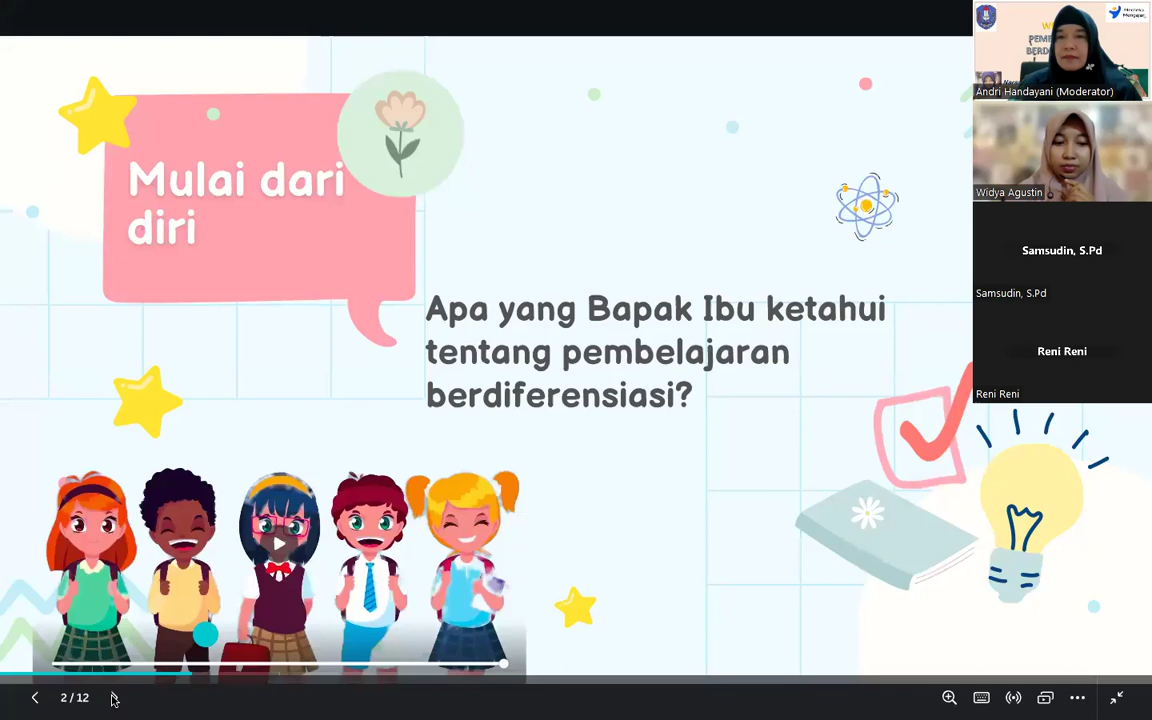 Mulai dari
diri
Apa yang Bapak Ibu ketahui
tentang pembelajaran
berdiferensiasi?
2 / 12
Andri Handayani (Moderator)
Widya Agustin
Samsudin, S.Pd
Samsudin, S.Pd
Reni Reni
Reni Reni